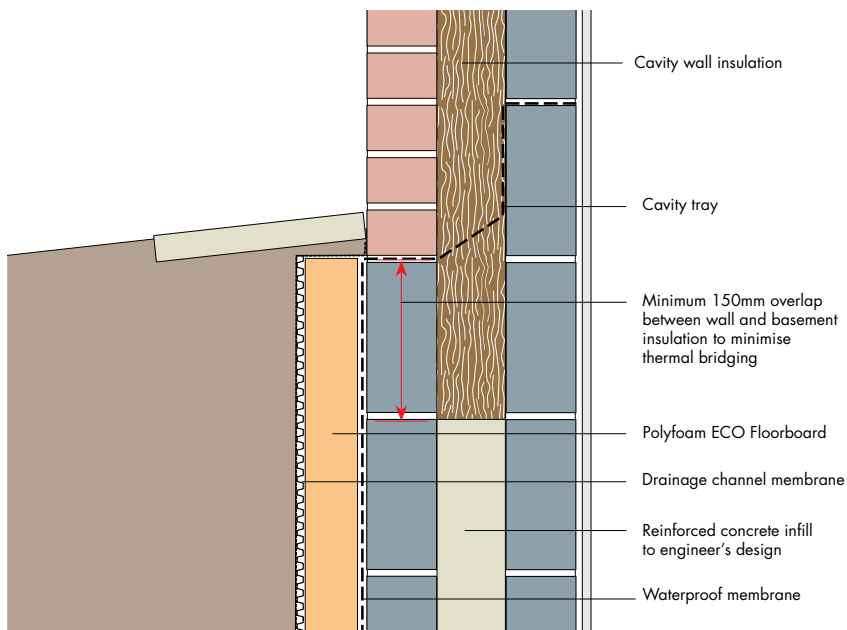 Cavity wall insulation
Cavity tray
Minimum 150mm overlap
between wall and basement
insulation to minimise
thermal bridging
Polyfoam ECO Floorboard
Drainage channel membrane
Reinforced concrete infill
to engineer’s design
Waterproof membrane